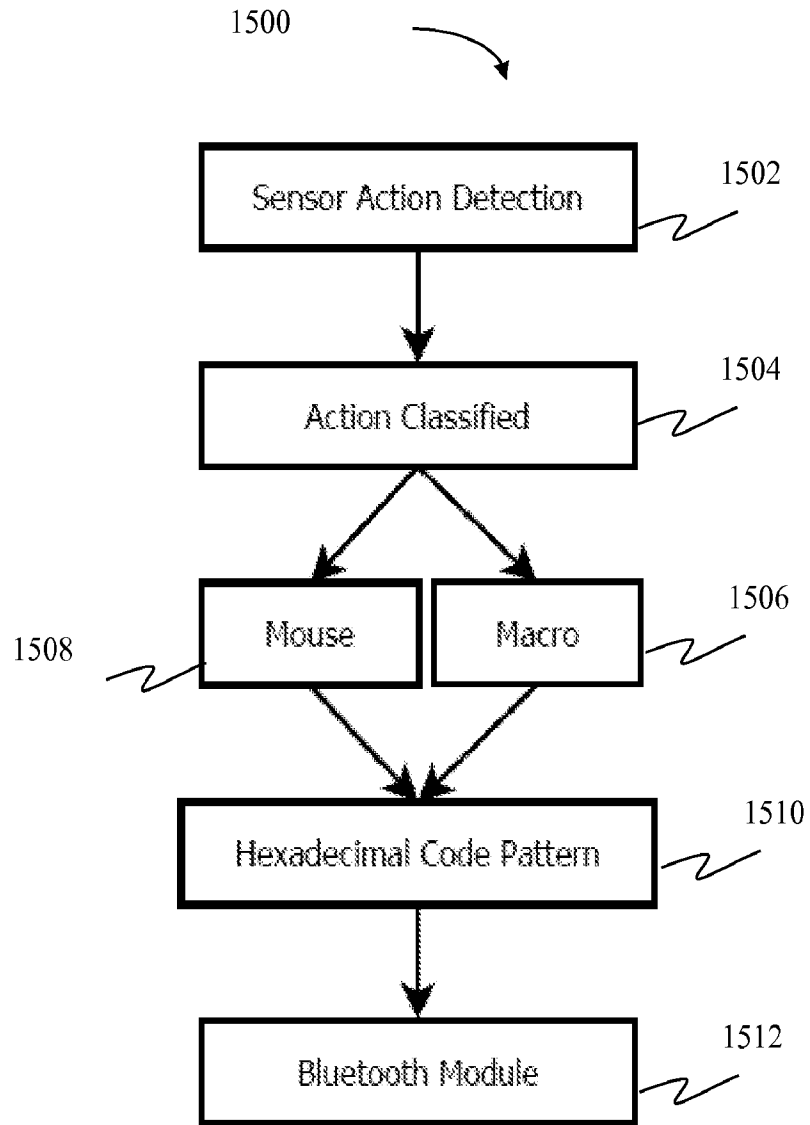 1500
Sensor Action Detection
1502
Action Classified
1504
Mouse
Macro
1506
1508
Hexadecimal Code Pattern
1510
Bluetooth Module
1512